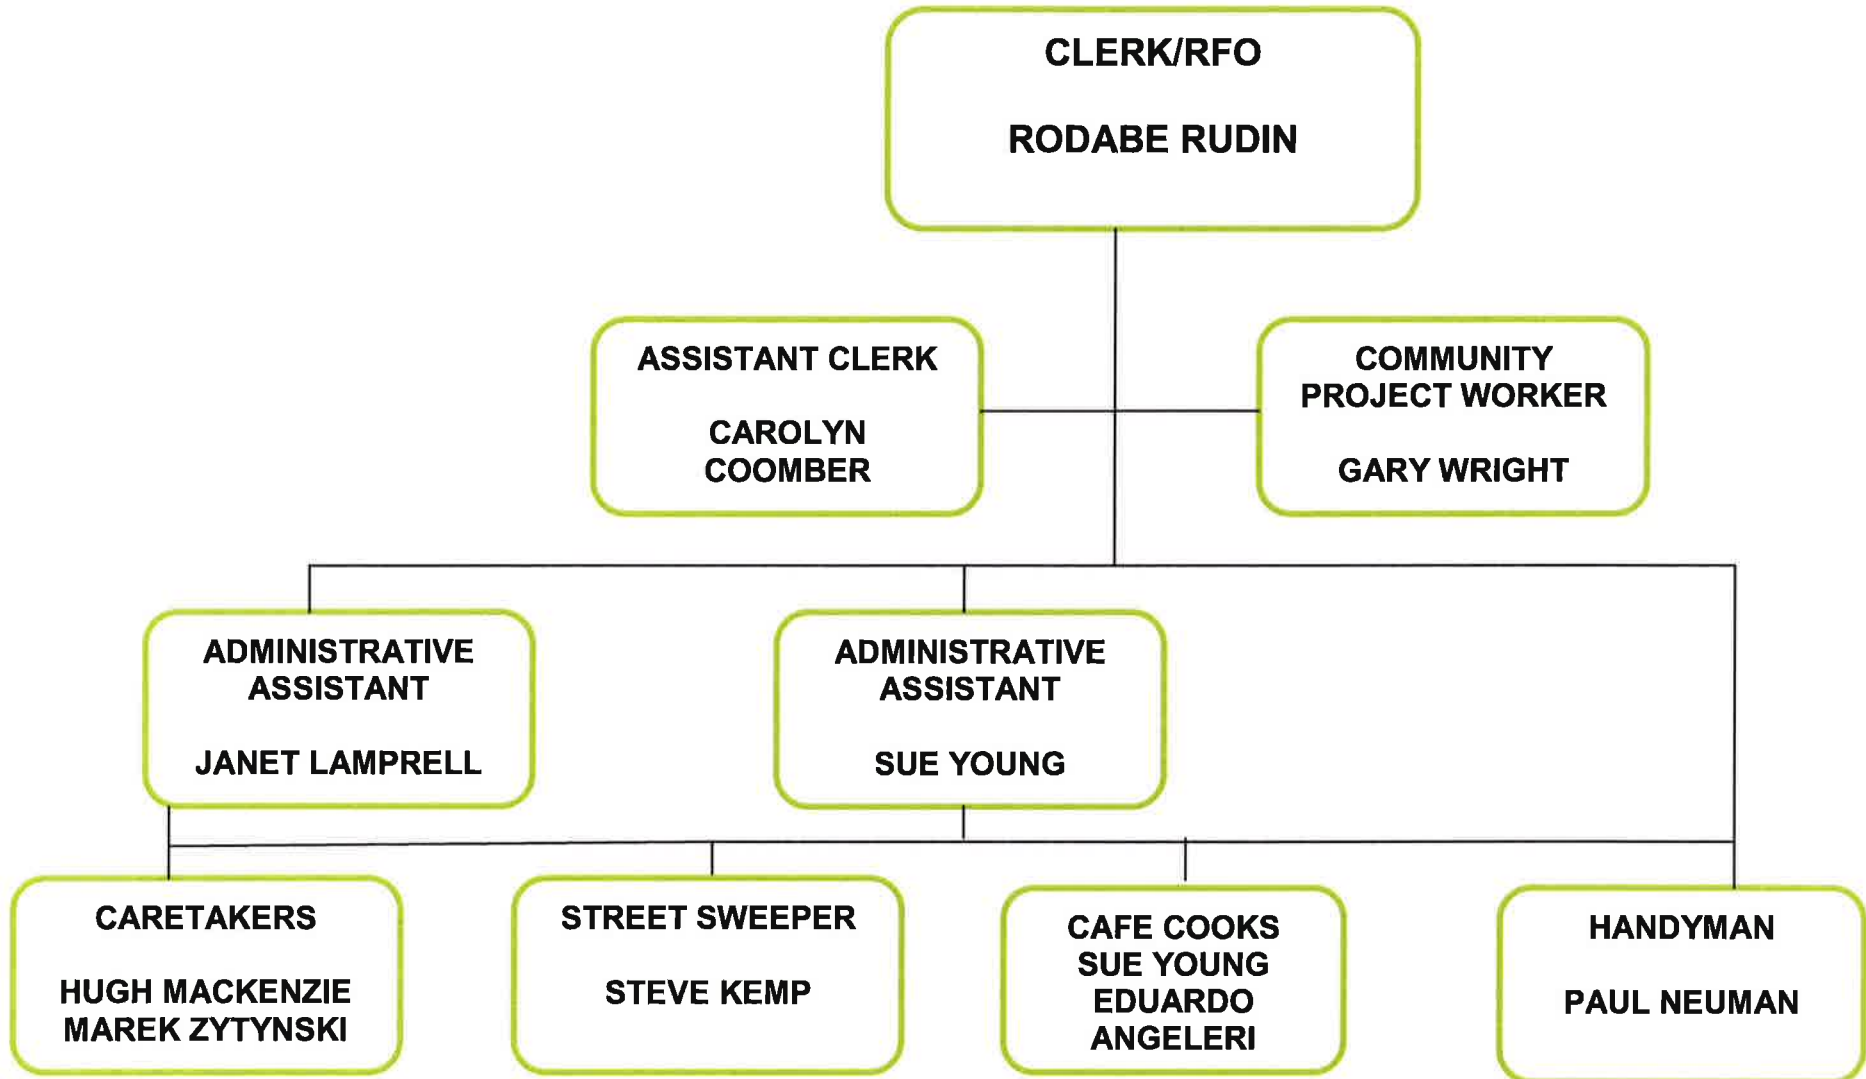 CLERK/RFO
RODABE RUDIN
ASSISTANT CLERK
CAROLYN
COOMBER
COMMUNITY
PROJECT WORKER
GARY WRIGHT
ADMINISTRATIVE
ASSISTANT
JANET LAMPRELL
ADMINISTRATIVE
ASSISTANT
SUE YOUNG
CARETAKERS
HUGH MACKENZIE
MAREK ZYTYNSKI
STREET SWEEPER
STEVE KEMP
CAFE COOKS
SUE YOUNG
EDUARDO
ANGELERI
HANDYMAN
PAUL NEUMAN